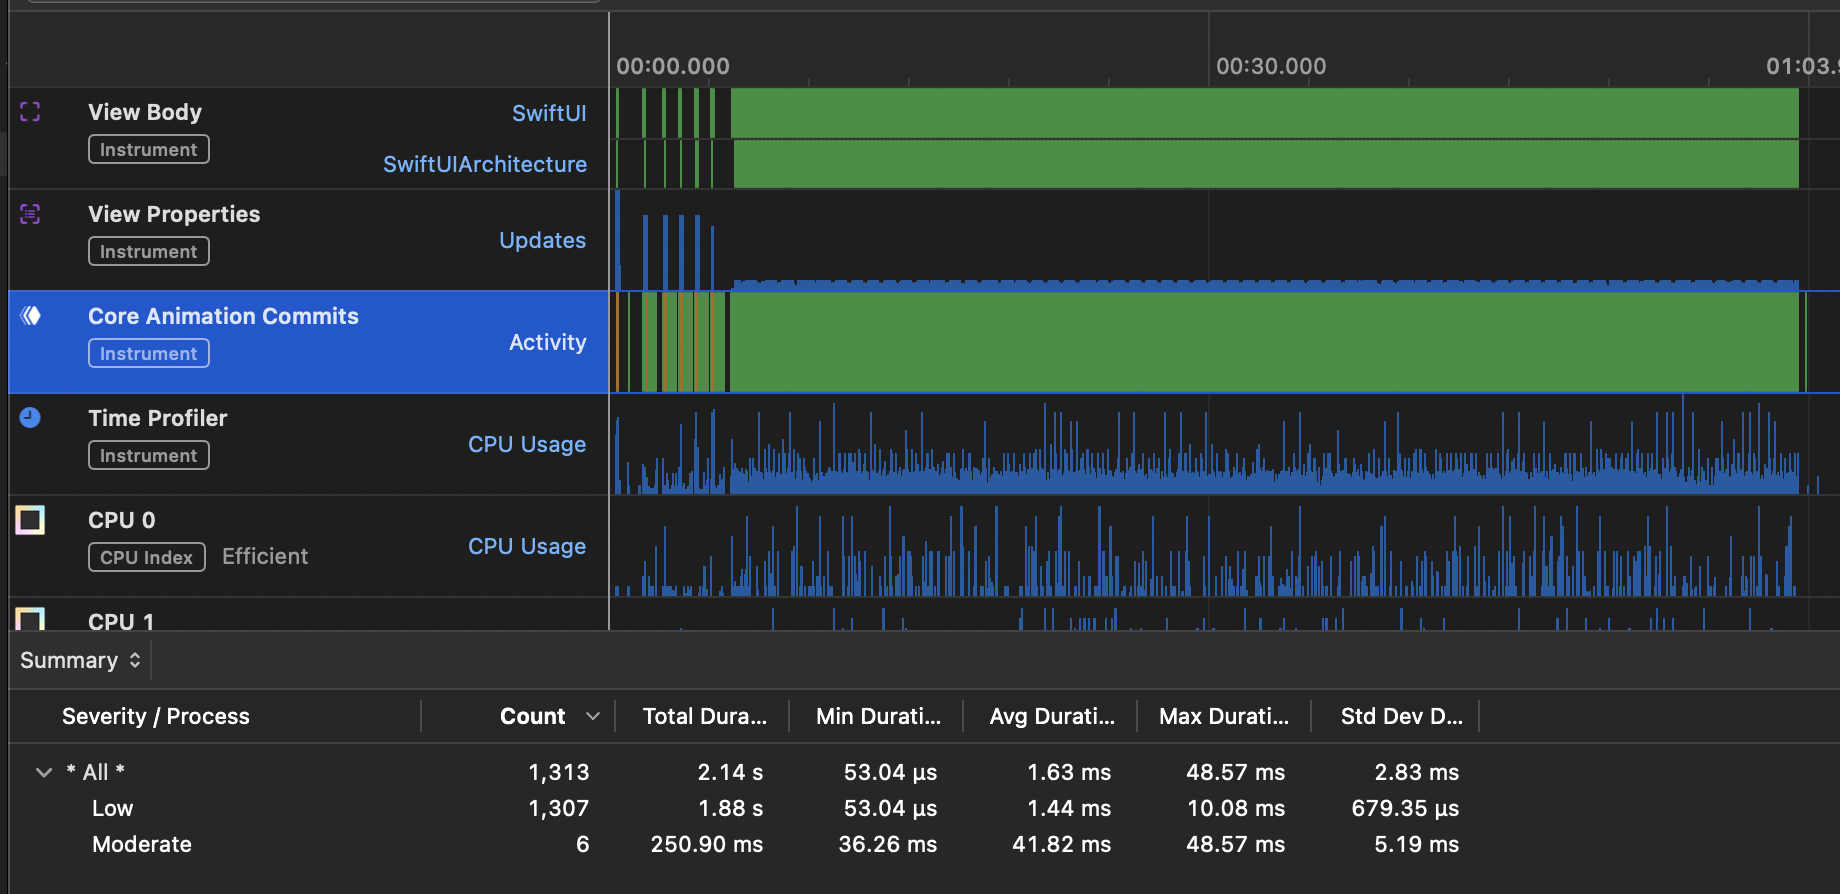 00:00.000 00:30.000 01:03.9
View Body SwiftUI
Instrument
SwiftUIArchitecture
View Properties
Updates
Instrument
Core Animation Commits
Activity
Instrument
Time Profiler
CPU Usage
Instrument
CPU 0
CPU Usage
CPU Index Efficient
CPU 1
Summary
Severity / Process Count Total Dura... Min Durati... Avg Durati... Max Durati... Std Dev D...
* All * 1,313 2.14 s 53.04 µs 1.63 ms 48.57 ms 2.83 ms
Low 1,307 1.88 s 53.04 µs 1.44 ms 10.08 ms 679.35 µs
Moderate 6 250.90 ms 36.26 ms 41.82 ms 48.57 ms 5.19 ms